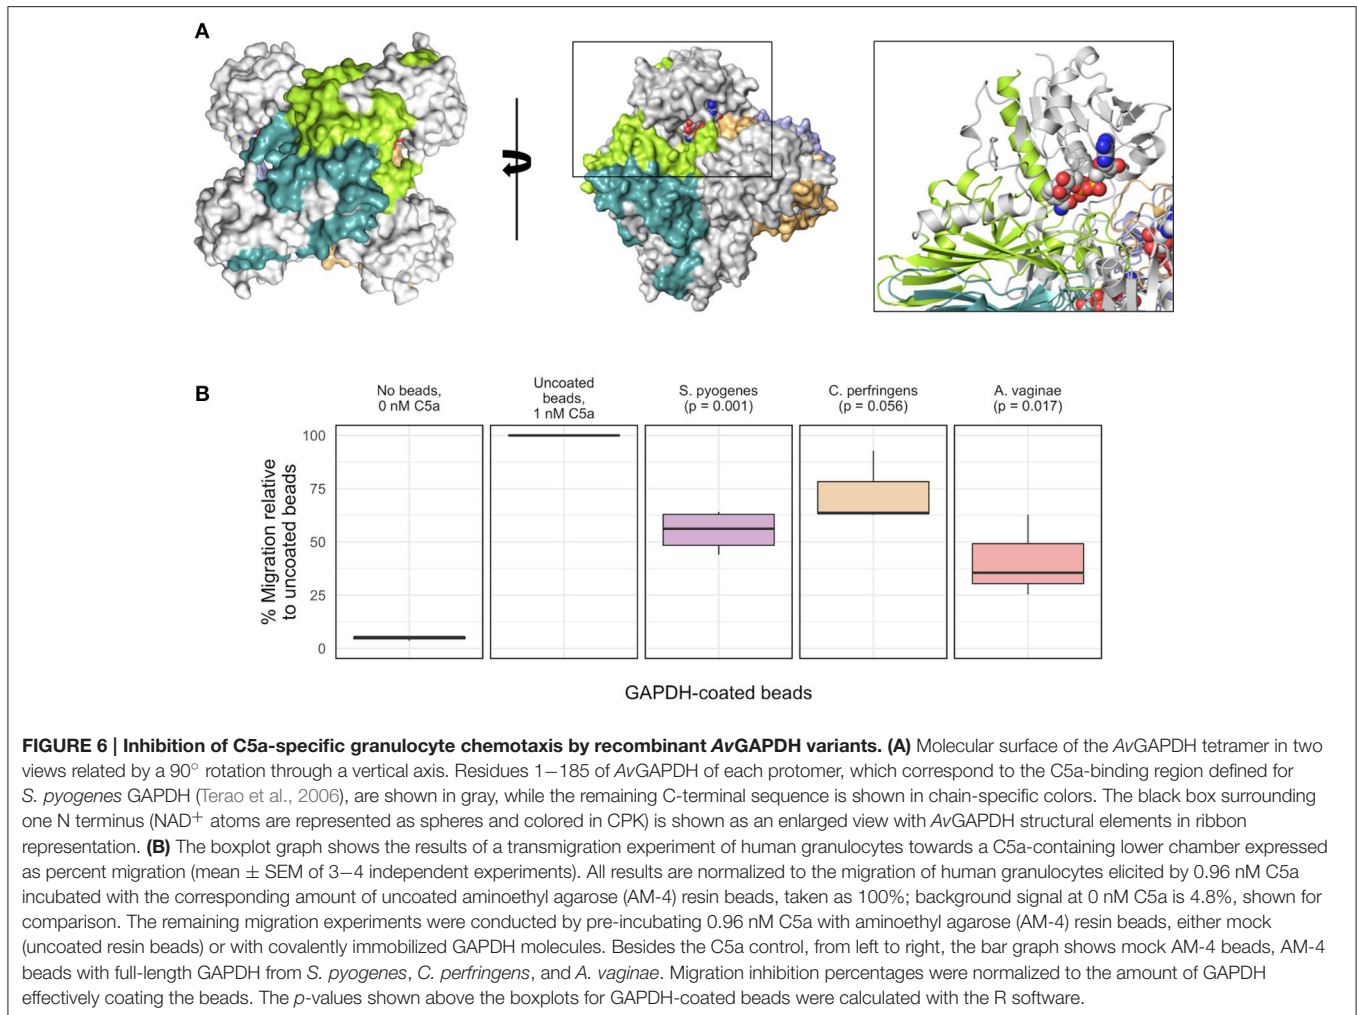 A
B
No beads,
0 nM C5a
Uncoated
beads,
1 nM C5a
S. pyogenes
(p = 0.001)
C. perfringens
(p = 0.056)
A. vaginae
(p = 0.017)
% Migration relative
to uncoated beads
100
75
50
25
0
GAPDH-coated beads
FIGURE 6 | Inhibition of C5a-specific granulocyte chemotaxis by recombinant AvGAPDH variants. (A) Molecular surface of the AvGAPDH tetramer in two
views related by a 90° rotation through a vertical axis. Residues 1–185 of AvGAPDH of each protomer, which correspond to the C5a-binding region defined for
S. pyogenes GAPDH (Terao et al., 2006), are shown in gray, while the remaining C-terminal sequence is shown in chain-specific colors. The black box surrounding
one N terminus (NAD+ atoms are represented as spheres and colored in CPK) is shown as an enlarged view with AvGAPDH structural elements in ribbon
representation. (B) The boxplot graph shows the results of a transmigration experiment of human granulocytes towards a C5a-containing lower chamber expressed
as percent migration (mean ± SEM of 3–4 independent experiments). All results are normalized to the migration of human granulocytes elicited by 0.96 nM C5a
incubated with the corresponding amount of uncoated aminoethyl agarose (AM-4) resin beads, taken as 100%; background signal at 0 nM C5a is 4.8%, shown for
comparison. The remaining migration experiments were conducted by pre-incubating 0.96 nM C5a with aminoethyl agarose (AM-4) resin beads, either mock
(uncoated resin beads) or with covalently immobilized GAPDH molecules. Besides the C5a control, from left to right, the bar graph shows mock AM-4 beads, AM-4
beads with full-length GAPDH from S. pyogenes, C. perfringens, and A. vaginae. Migration inhibition percentages were normalized to the amount of GAPDH
effectively coating the beads. The p-values shown above the boxplots for GAPDH-coated beads were calculated with the R software.